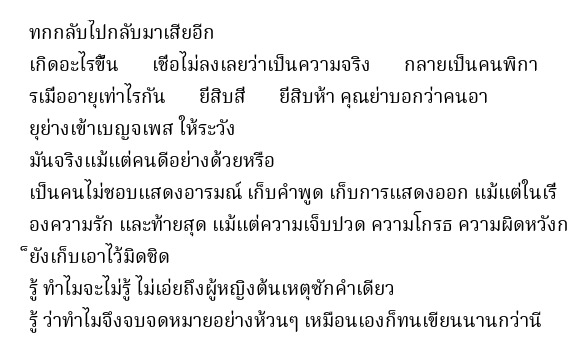 ทกกลับไปกลับมาเสียอีก
เกิดอะไรขึ้น เชื่อไม่ลงเลยว่าเป็นความจริง กลายเป็นคนพิกา
รเมื่ออายุเท่าไรกัน ยี่สิบสี่ ยี่สิบห้า คุณย่าบอกว่าคนอา
ยุย่างเข้าเบญจเพส ให้ระวัง
มันจริงแม้แต่คนดีอย่างด้วยหรือ
เป็นคนไม่ชอบแสดงอารมณ์ เก็บคำพูด เก็บการแสดงออก แม้แต่ในเรื่
องความรัก และท้ายสุด แม้แต่ความเจ็บปวด ความโกรธ ความผิดหวังก
็ยังเก็บเอาไว้มิดชิด
รู้ ทำไมจะไม่รู้ ไม่เอ่ยถึงผู้หญิงต้นเหตุซักคำเดียว
รู้ ว่าทำไมจึงจบจดหมายอย่างห้วนๆ เหมือนเองก็ทนเขียนนานกว่านี้